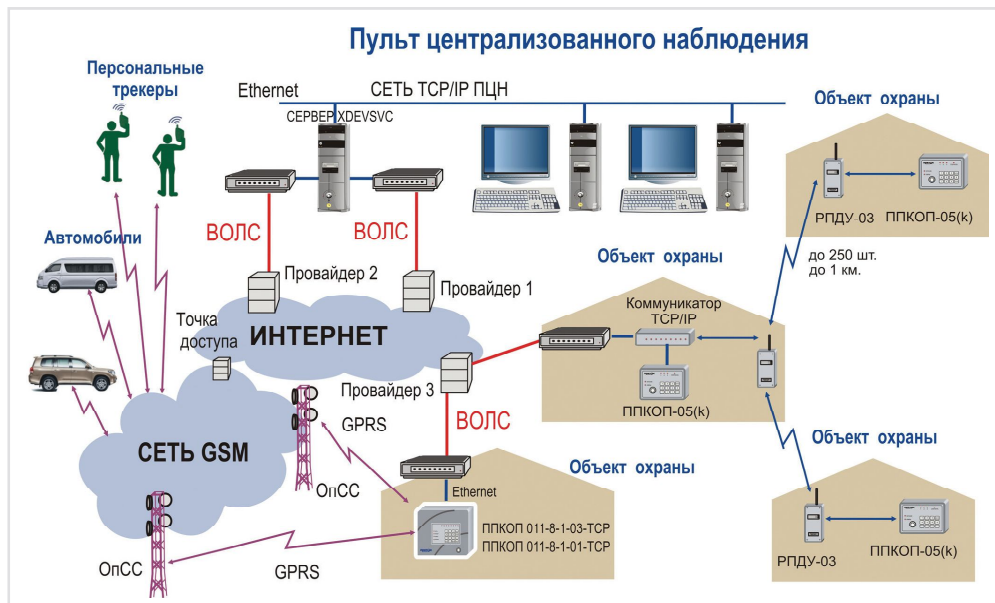 Пульт централизованного наблюдения
Персональные
трекеры
Ethernet
СЕТЬ TCP/IP ПЦН
СЕРВЕР XDEVSVC
Объект охраны
РПДУ-03
ППКОП-05(k)
до 250 шт.
до 1 км.
ВОЛС
ВОЛС
Автомобили
Провайдер 2
Провайдер 1
Объект охраны
Коммуникатор
TCP/IP
ППКОП-05(k)
Точка
доступа
ИНТЕРНЕТ
Провайдер 3
GPRS
ВОЛС
СЕТЬ GSM
ОпСС
Объект охраны
Ethernet
ППКОП 011-8-1-03-TCP
ППКОП 011-8-1-01-TCP
ОпСС
GPRS
Объект охраны
РПДУ-03
ППКОП-05(k)